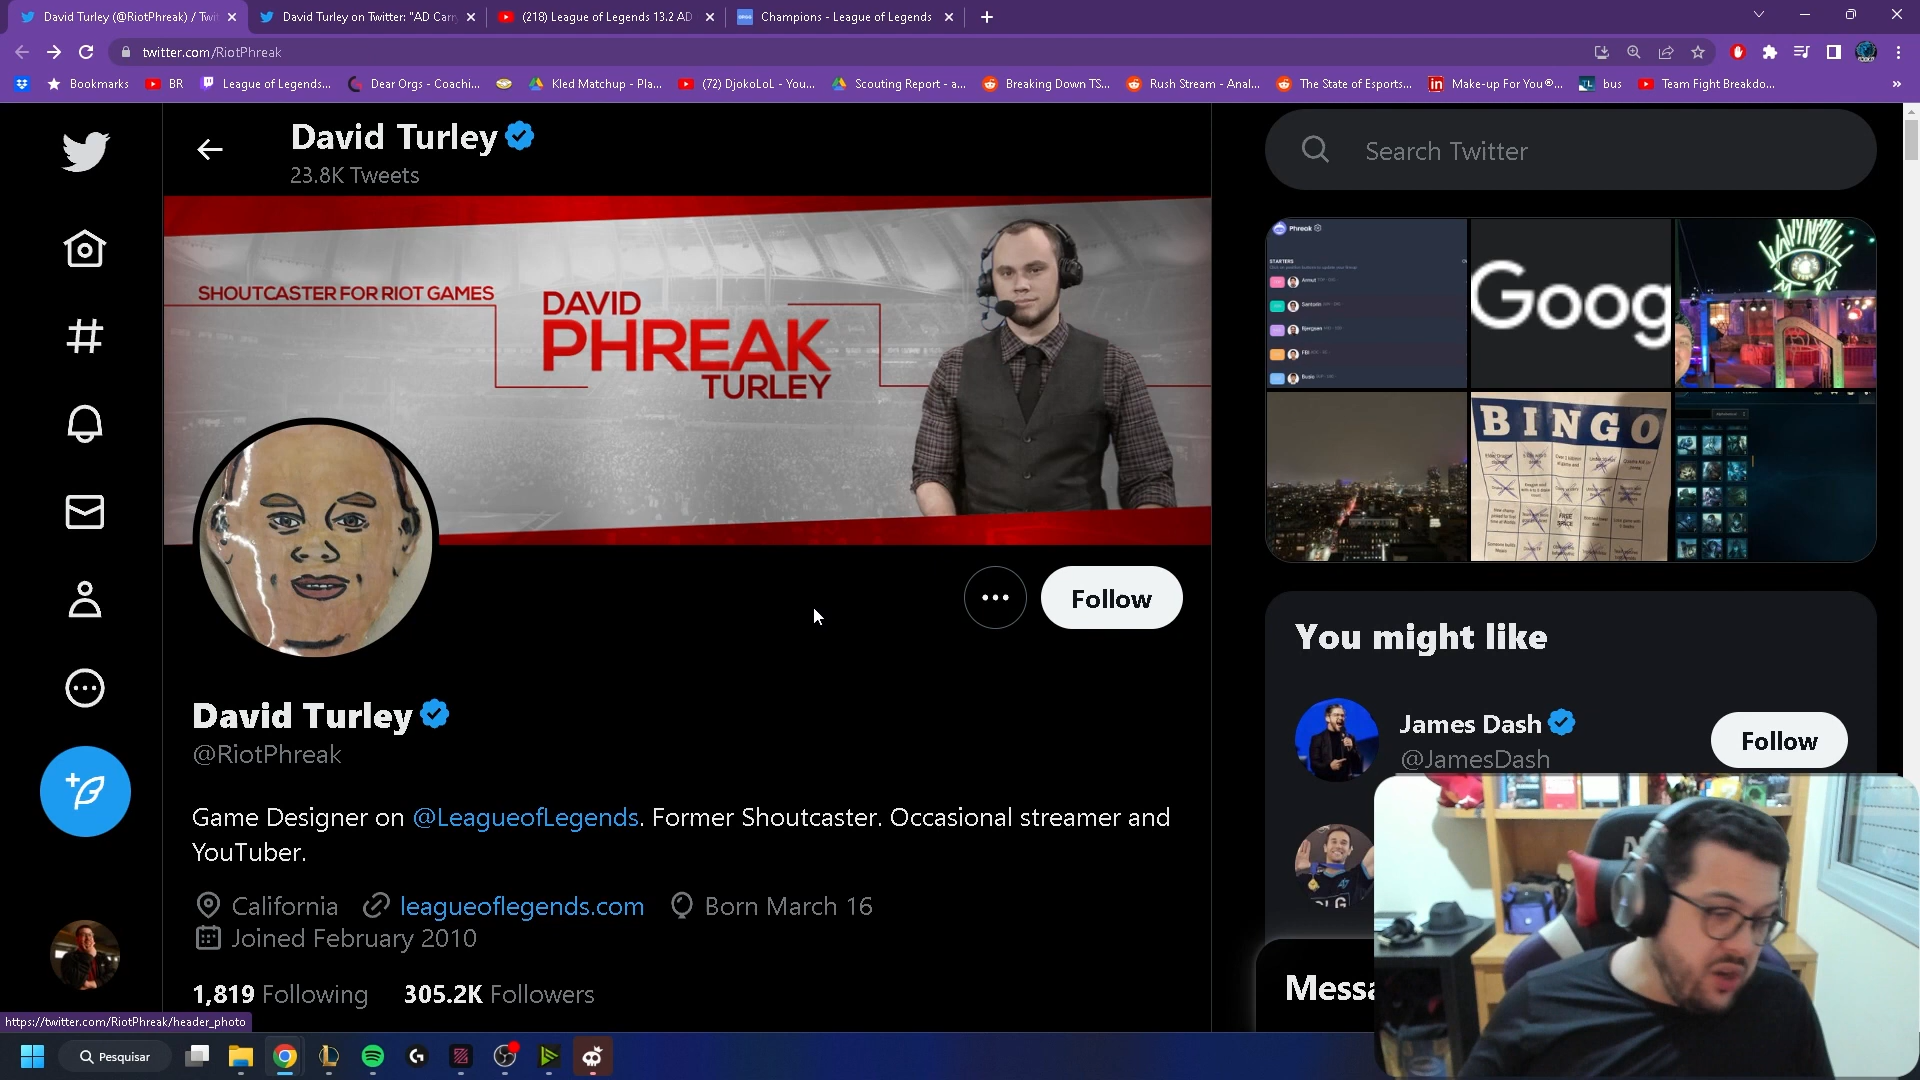 David Turley (@RiotPhreak) / Twi
David Turley on Twitter: "AD Carr
(218) League of Legends 13.2 AD
Champions - League of Legends
twitter.com/RiotPhreak
Bookmarks
BR
League of Legends...
Dear Orgs - Coachi...
Kled Matchup - Pla...
(72) DjokoLoL - You...
Scouting Report - a...
Breaking Down TS...
Rush Stream - Anal...
The State of Esports...
Make-up For You®...
bus
Team Fight Breakdo...
»
David Turley
23.8K Tweets
Search Twitter
SHOUTCASTER FOR RIOT GAMES
DAVID
PHREAK
TURLEY
Phreak
STARTERS
Goog
BINGO
FREE
SPACE
Follow
You might like
David Turley
@RiotPhreak
James Dash
@JamesDash
Follow
Game Designer on @LeagueofLegends. Former Shoutcaster. Occasional streamer and
YouTuber.
California
leagueoflegends.com
Born March 16
Joined February 2010
1,819 Following
305.2K Followers
Messa
https://twitter.com/RiotPhreak/header_photo
Pesquisar